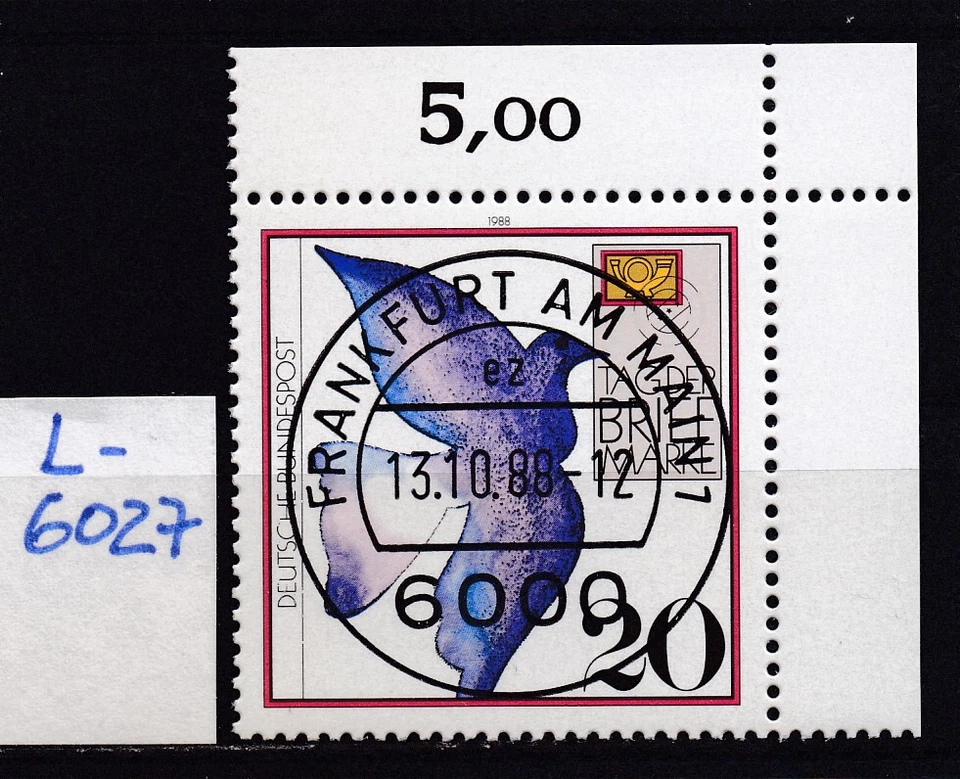 5,00
1988
DEUTSCHE BUNDESPOST
TAG DER
BRIEF
MARKE
FRANKFURT AM MAIN 1
ez
13.10.88-12
6000
20
L-
6027